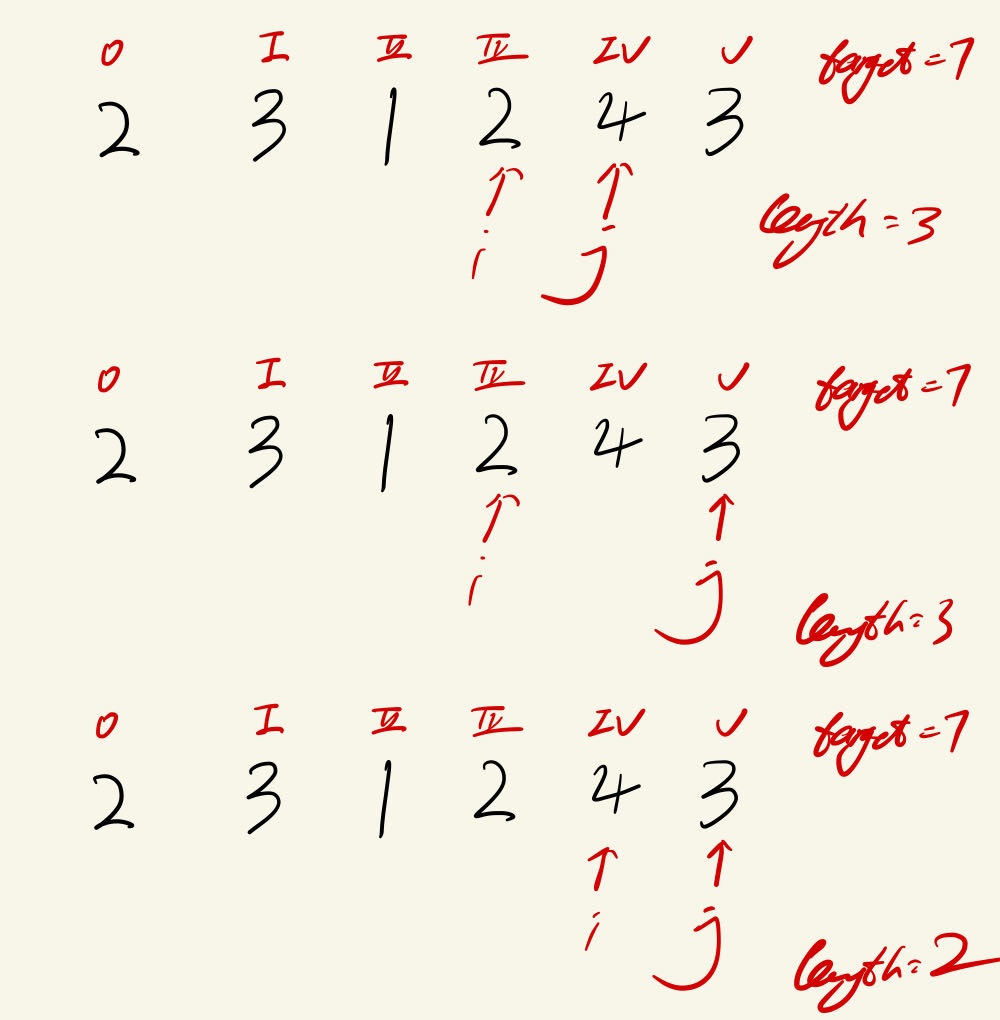 0 I II III IV V target=7
2 3 1 2 4 3
length=3
i j
0 I II III IV V target=7
2 3 1 2 4 3
i j
length=3
0 I II III IV V target=7
2 3 1 2 4 3
i j
length=2